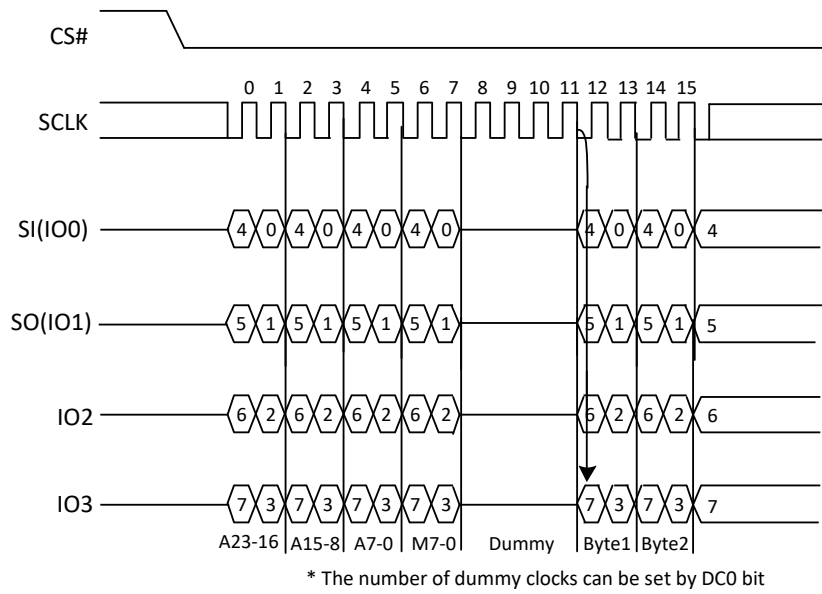 CS#
0 1 2 3 4 5 6 7 8 9 10 11 12 13 14 15
SCLK
SI(IO0) 4 0 4 0 4 0 4 0 4 0 4 0 4
SO(IO1) 5 1 5 1 5 1 5 1 5 1 5 1 5
IO2 6 2 6 2 6 2 6 2 6 2 6 2 6
IO3 7 3 7 3 7 3 7 3 7 3 7 3 7
A23-16 A15-8 A7-0 M7-0 Dummy Byte1 Byte2
* The number of dummy clocks can be set by DC0 bit